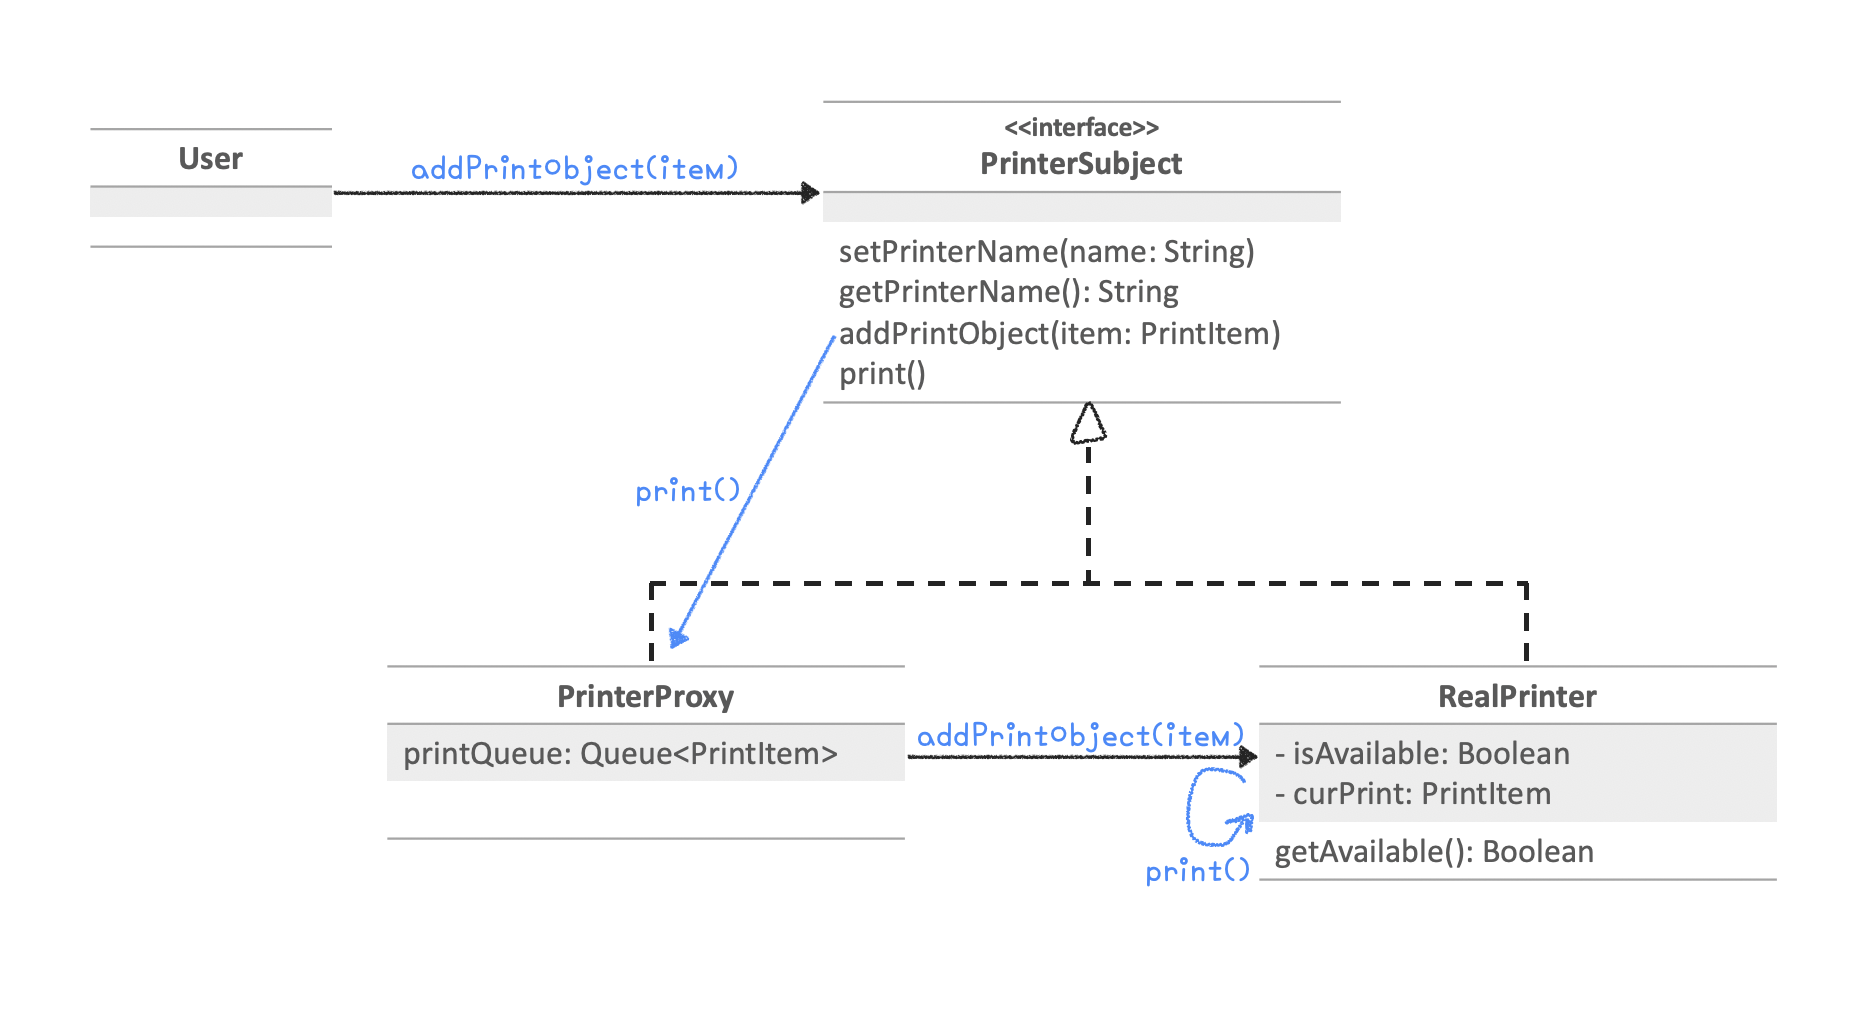 User
addPrintObject(item)
<<interface>>
PrinterSubject
setPrinterName(name: String)
getPrinterName(): String
addPrintObject(item: PrintItem)
print()
print()
PrinterProxy
printQueue: Queue<PrintItem>
addPrintObject(item)
print()
RealPrinter
- isAvailable: Boolean
- curPrint: PrintItem
getAvailable(): Boolean